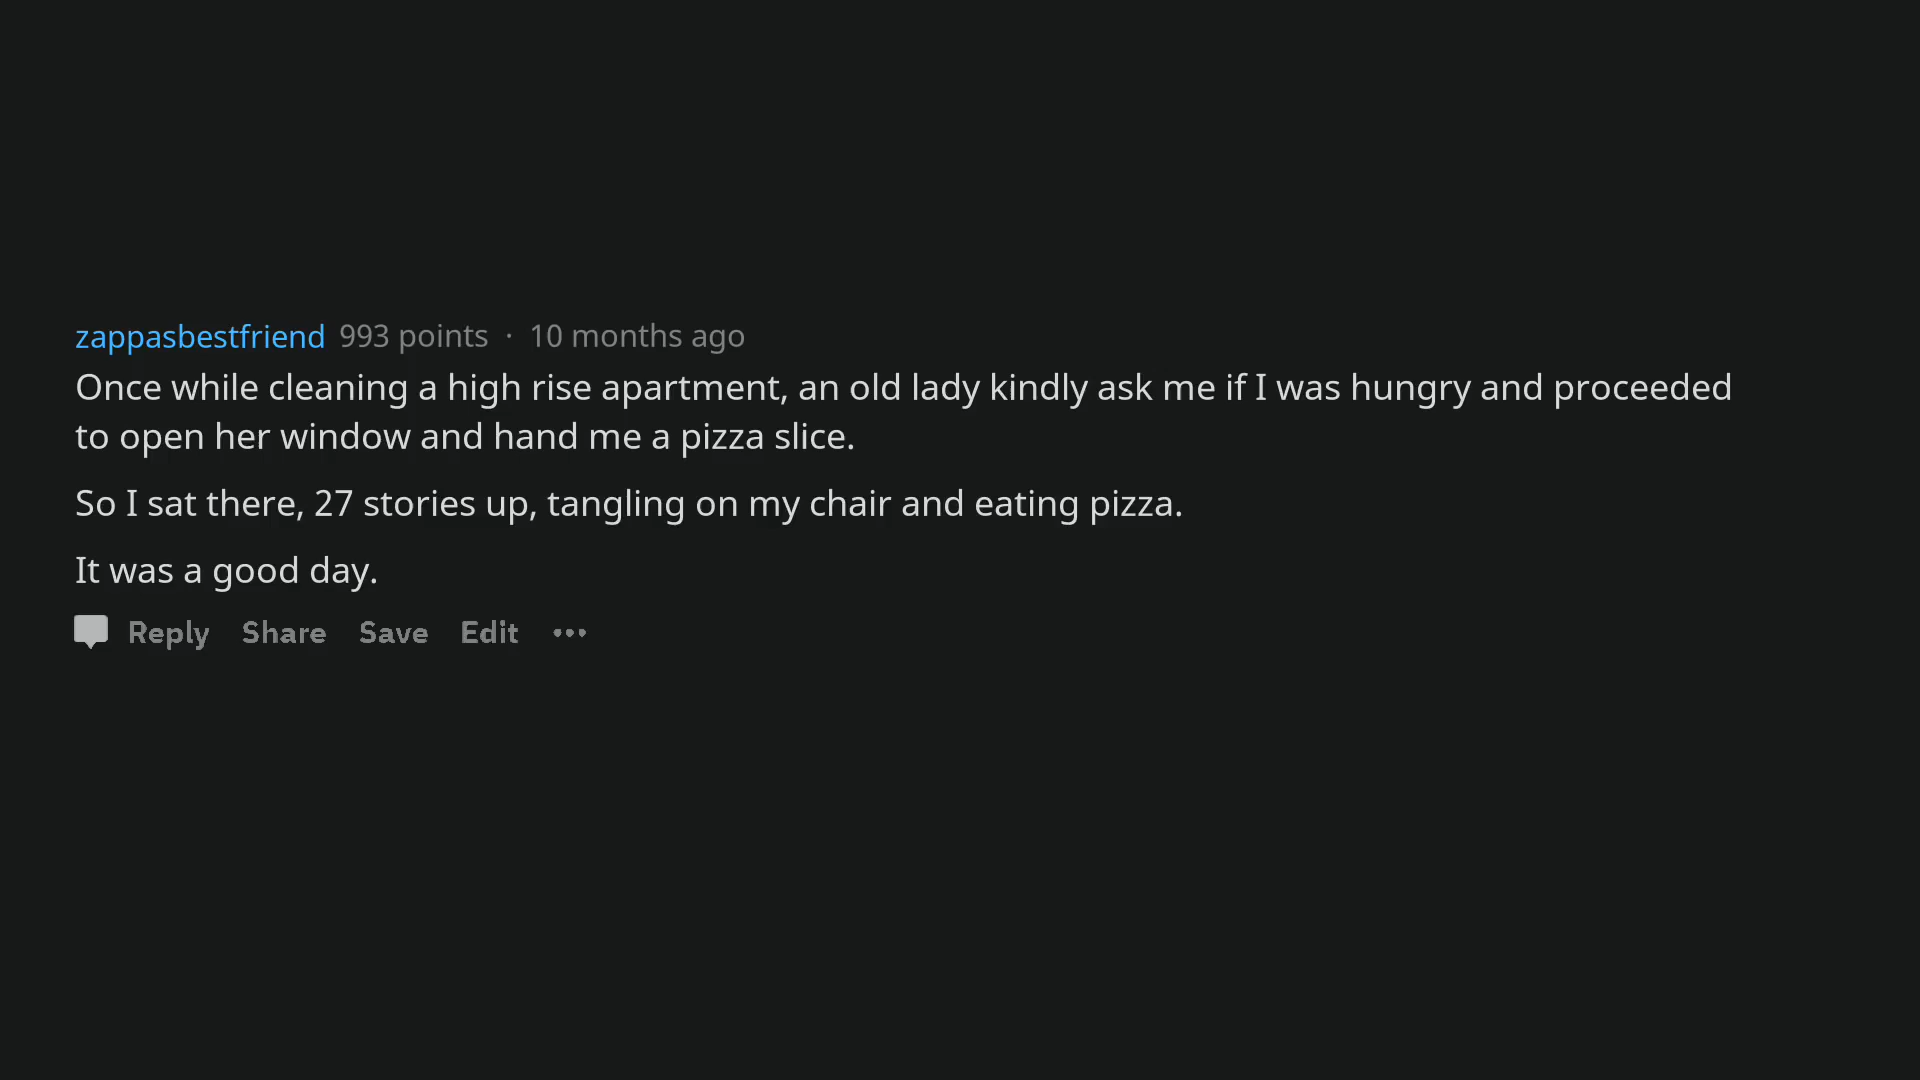 zappasbestfriend 993 points · 10 months ago
Once while cleaning a high rise apartment, an old lady kindly ask me if I was hungry and proceeded
to open her window and hand me a pizza slice.
So I sat there, 27 stories up, tangling on my chair and eating pizza.
It was a good day.
Reply Share Save Edit •••